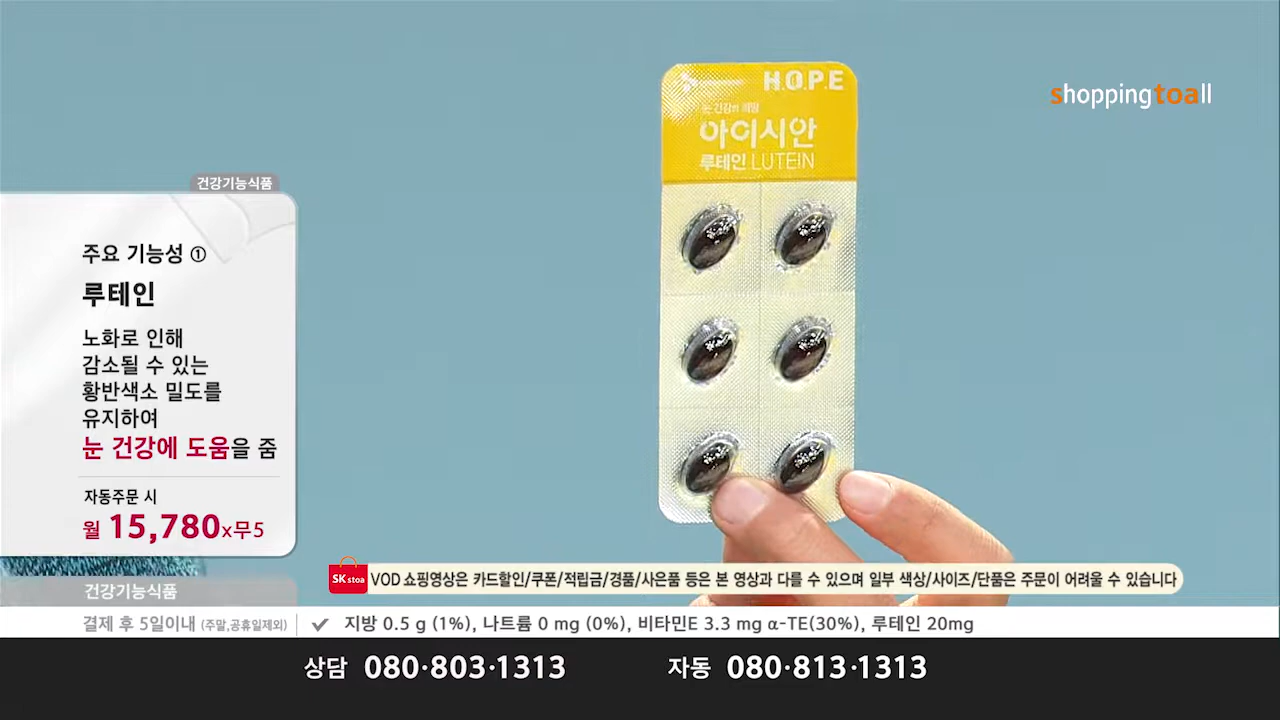 H.O.P.E
눈 건강의 희망
아이시안
루테인 LUTEIN
shoppingtoall
건강기능식품
주요 기능성 ①
루테인
노화로 인해
감소될 수 있는
황반색소 밀도를
유지하여
눈 건강에 도움을 줌
자동주문 시
월 15,780x무5
SK stoa VOD 쇼핑영상은 카드할인/쿠폰/적립금/경품/사은품 등은 본 영상과 다를 수 있으며 일부 색상/사이즈/단품은 주문이 어려울 수 있습니다
건강기능식품
결제 후 5일이내 (주말,공휴일제외) ✓ 지방 0.5 g (1%), 나트륨 0 mg (0%), 비타민E 3.3 mg α-TE(30%), 루테인 20mg
상담 080·803·1313 자동 080·813·1313